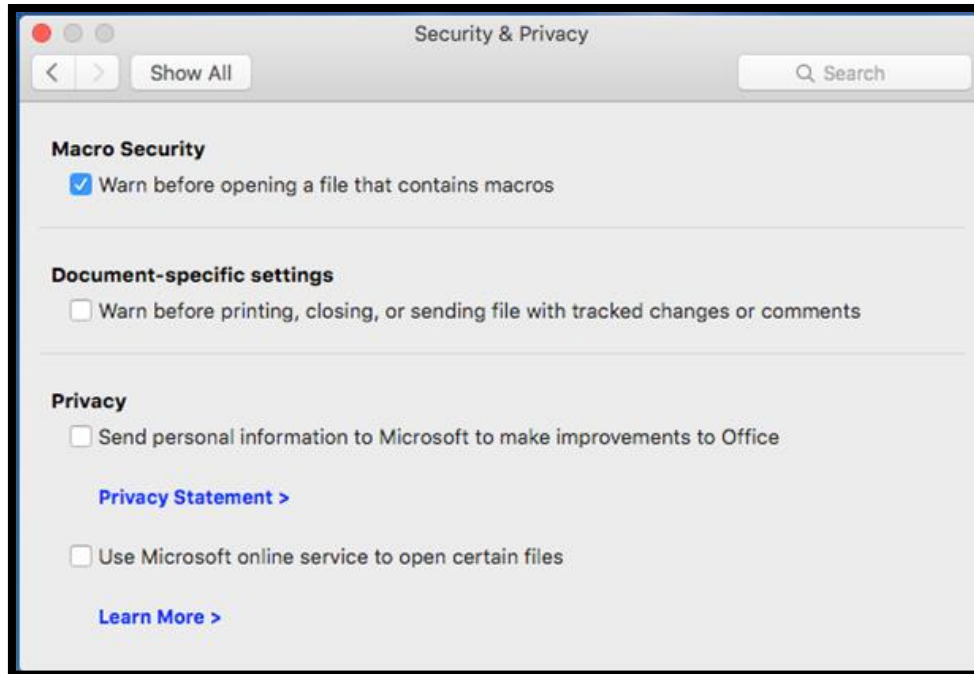 Security & Privacy
Show All
Search
Macro Security
Warn before opening a file that contains macros
Document-specific settings
Warn before printing, closing, or sending file with tracked changes or comments
Privacy
Send personal information to Microsoft to make improvements to Office
Privacy Statement >
Use Microsoft online service to open certain files
Learn More >